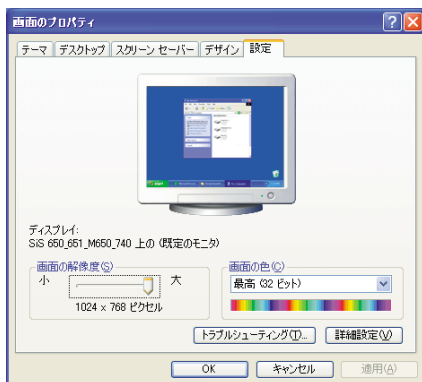 画面のプロパティ
テーマ デスクトップ スクリーン セーバー デザイン 設定
ディスプレイ:
SiS 650_651_M650_740 上の (既定のモニタ)
画面の解像度(S) 画面の色(C)
小 大 最高 (32 ビット)
1024 x 768 ピクセル
トラブルシューティング(T)... 詳細設定(V)
OK キャンセル 適用(A)